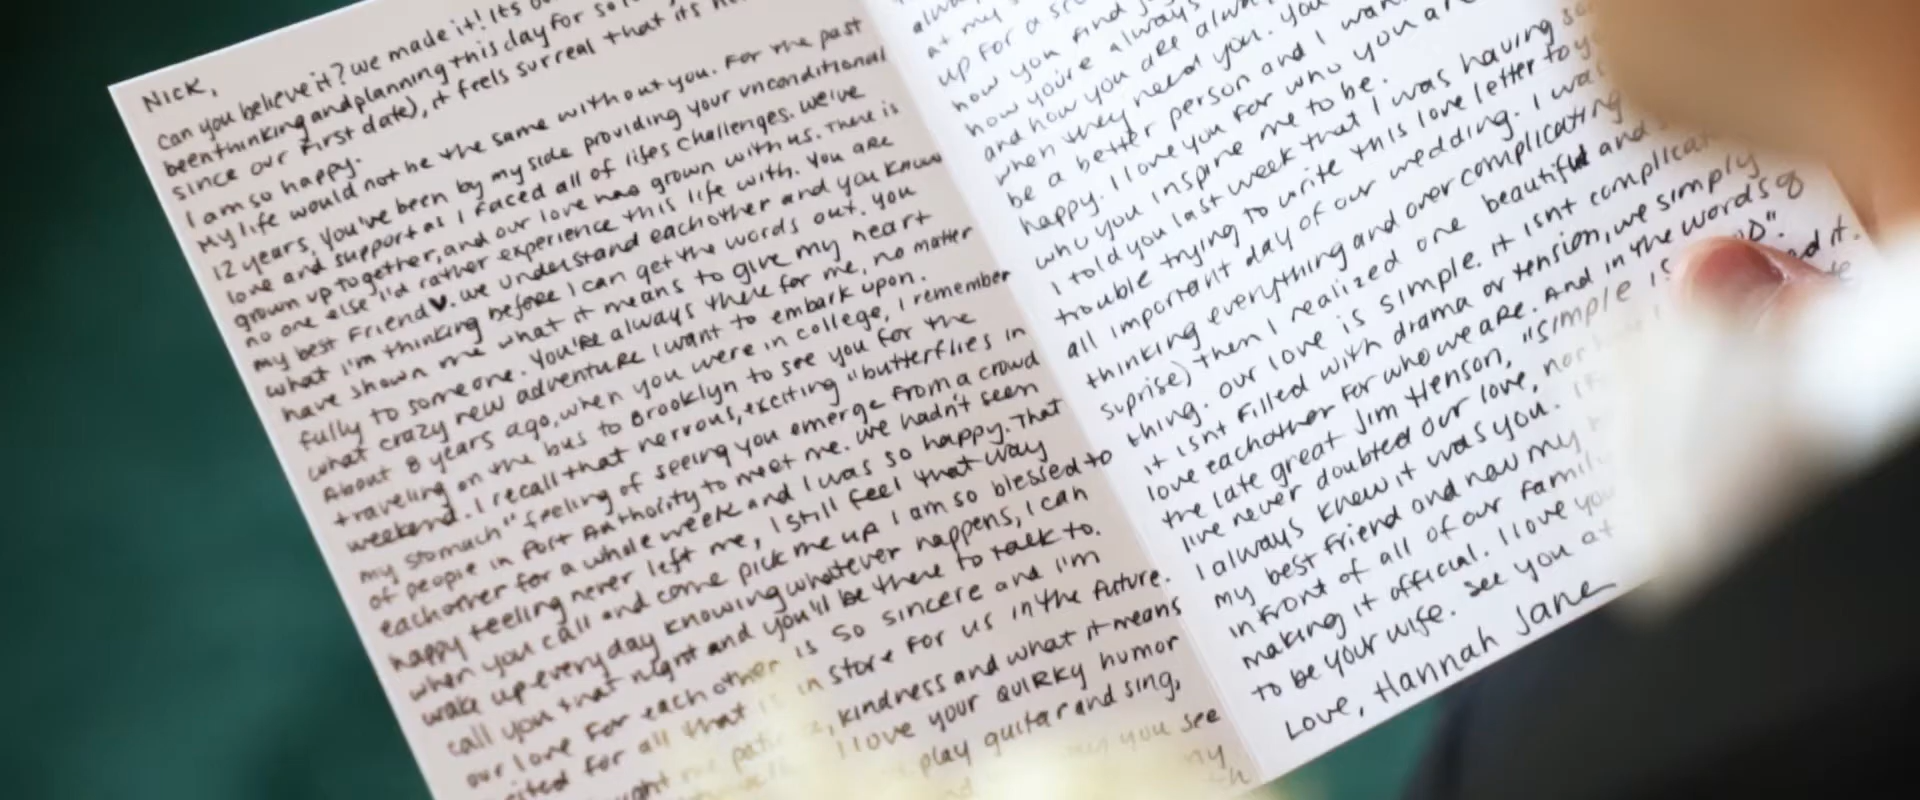 Nick,
can you believe it? we made it! Its
been thinking and planning this day for so
since our first date), it feels surreal that it's
I am so happy.
My life would not he the same without you. For the past
12 years, you've been by my side providing your unconditional
love and support as I faced all of lifes challenges. we've
grown up together, and our love has grown with us. There is
no one else i'd rather experience this life with. You are
my best friend ♥. we understand eachother and you know
what I'm thinking before I can get the words out. you
have shown me what it means to give my heart
fully to someone. You're always there for me, no matter
what crazy new adventure I want to embark upon.
About 8 years ago, when you were in college, I remember
traveling on the bus to Brooklyn to see you for the
weekend. I recall that nervous, exciting "butterflies in
my stomach" feeling of seeing you emerge from a crowd
of people in Port Authority to meet me. we hadn't seen
eachother for a whole week and I was so happy. That
happy feeling never left me, I still feel that way
when you call and come pick me up I am so blessed to
wake up everyday knowing whatever happens, I can
call you that night and you'll be there to talk to.
our love for each other is so sincere and i'm
for all that is in store for us in the future.
kindness and what it means
I love your quirky humor
play guitar and sing,
you see
my
at my
up for a
how you find
how you're always
and how you are
when they need you. you
be a better person and I
happy. I love you for who you
who you inspire me to be.
I told you last week that I was having
trouble trying to write this love letter to
all important day of our wedding. I was
thinking everything and over complicating
suprise) then I realized one beautiful and
thing. our love is simple. it isnt
it isnt filled with drama or tension, we simply
love eachother for who we are. And in the words
the late great Jim Henson, "simple is
I've never doubted our love, nor
I always knew it was you.
my best friend and now my
in front of all of our
making it official. I love you
to be your wife. see you at
Love, Hannah Jane